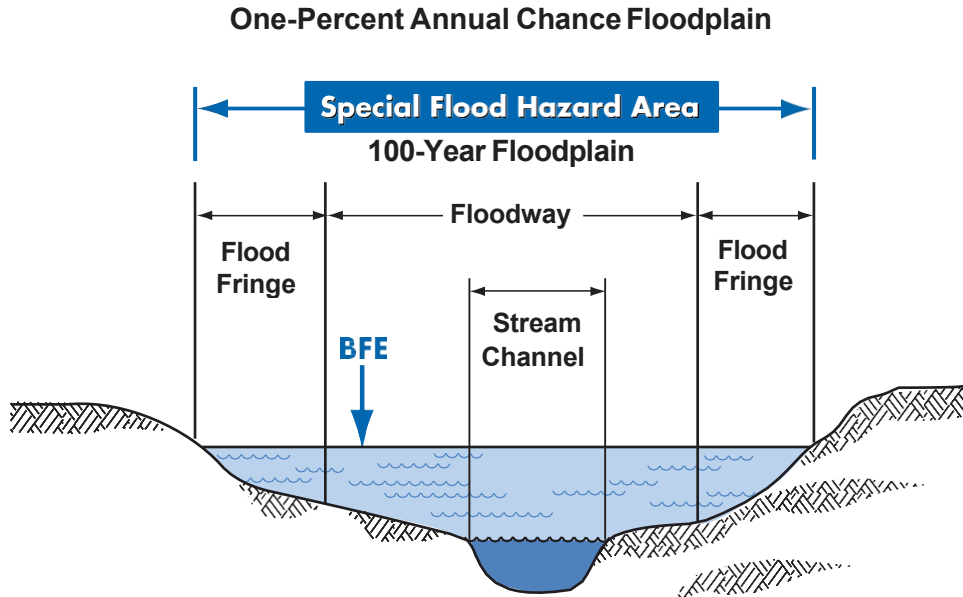 One-Percent Annual Chance Floodplain
Special Flood Hazard Area
100-Year Floodplain
Floodway
Flood
Fringe
Flood
Fringe
Stream
Channel
BFE